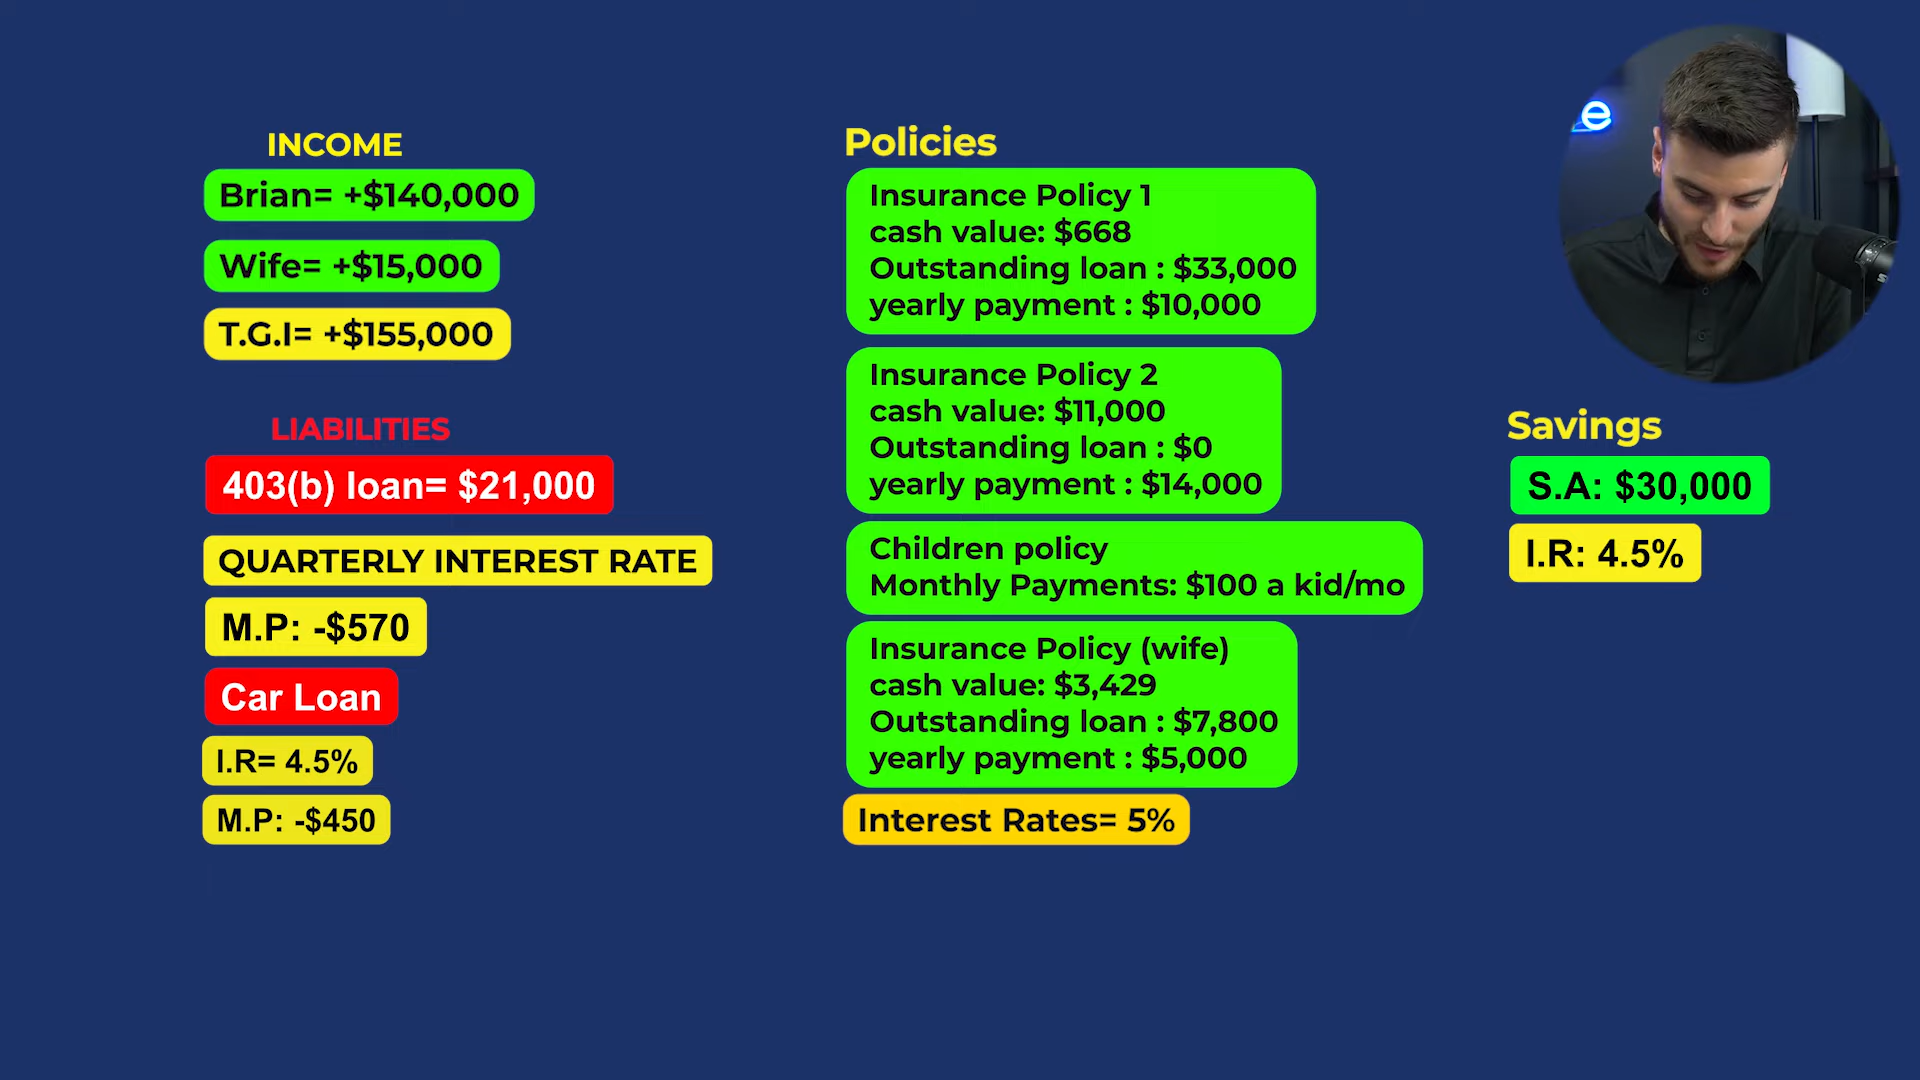 INCOME
Brian= +$140,000
Wife= +$15,000
T.G.I= +$155,000
LIABILITIES
403(b) loan= $21,000
QUARTERLY INTEREST RATE
M.P: -$570
Car Loan
I.R= 4.5%
M.P: -$450
Policies
Insurance Policy 1
cash value: $668
Outstanding loan : $33,000
yearly payment : $10,000
Insurance Policy 2
cash value: $11,000
Outstanding loan : $0
yearly payment : $14,000
Children policy
Monthly Payments: $100 a kid/mo
Insurance Policy (wife)
cash value: $3,429
Outstanding loan : $7,800
yearly payment : $5,000
Interest Rates= 5%
e
Savings
S.A: $30,000
I.R: 4.5%